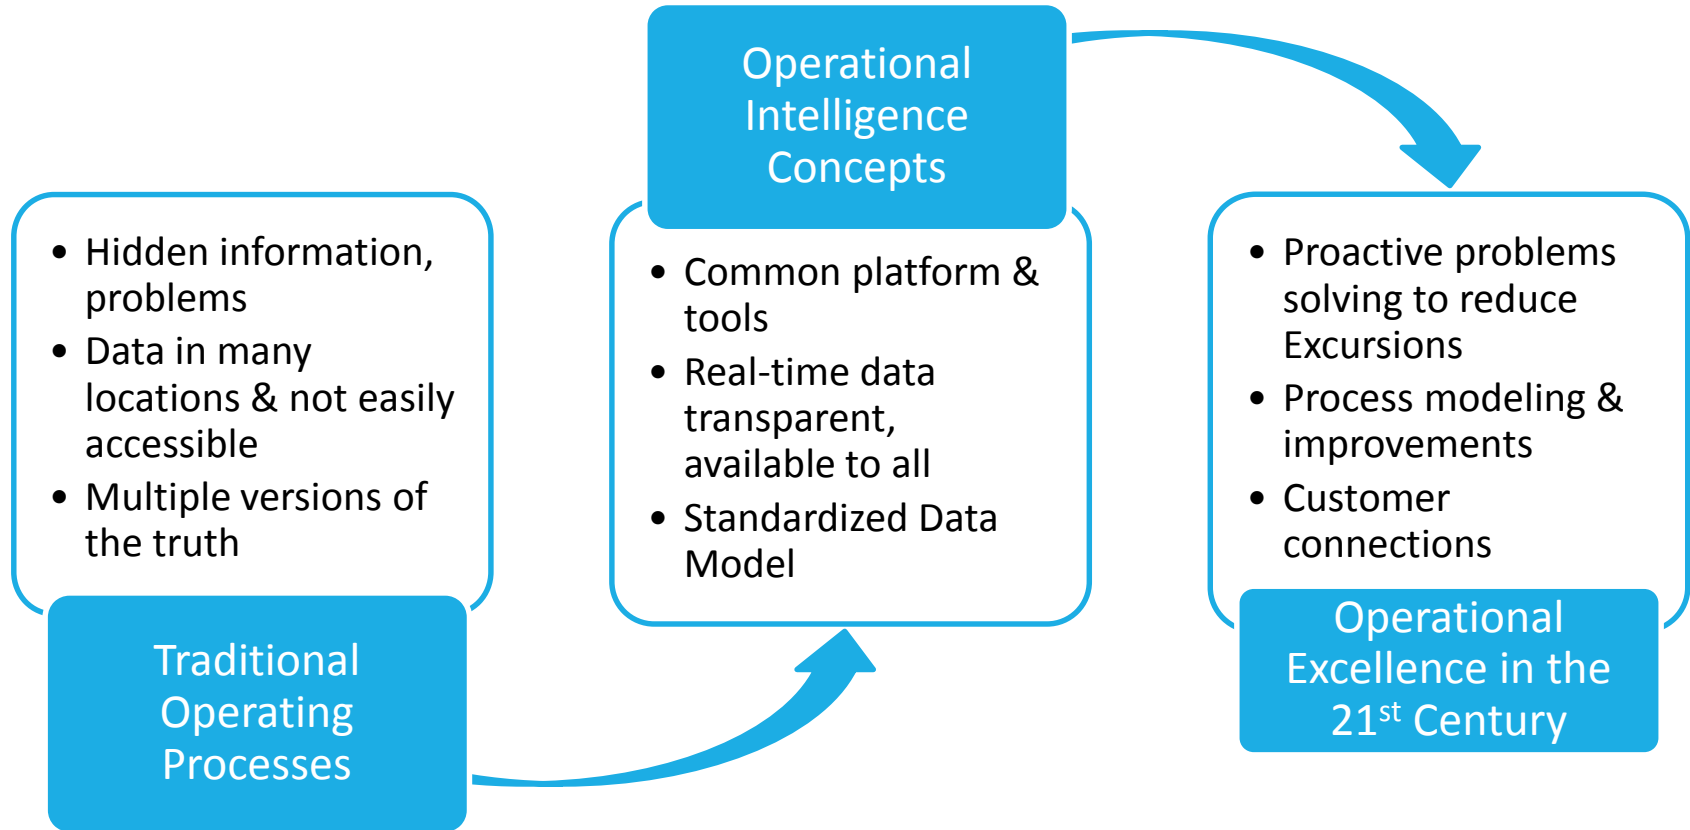 • Hidden information,
problems
• Data in many
locations & not easily
accessible
• Multiple versions of
the truth
Traditional
Operating
Processes
Operational
Intelligence
Concepts
• Common platform &
tools
• Real-time data
transparent,
available to all
• Standardized Data
Model
• Proactive problems
solving to reduce
Excursions
• Process modeling &
improvements
• Customer
connections
Operational
Excellence in the
21st Century